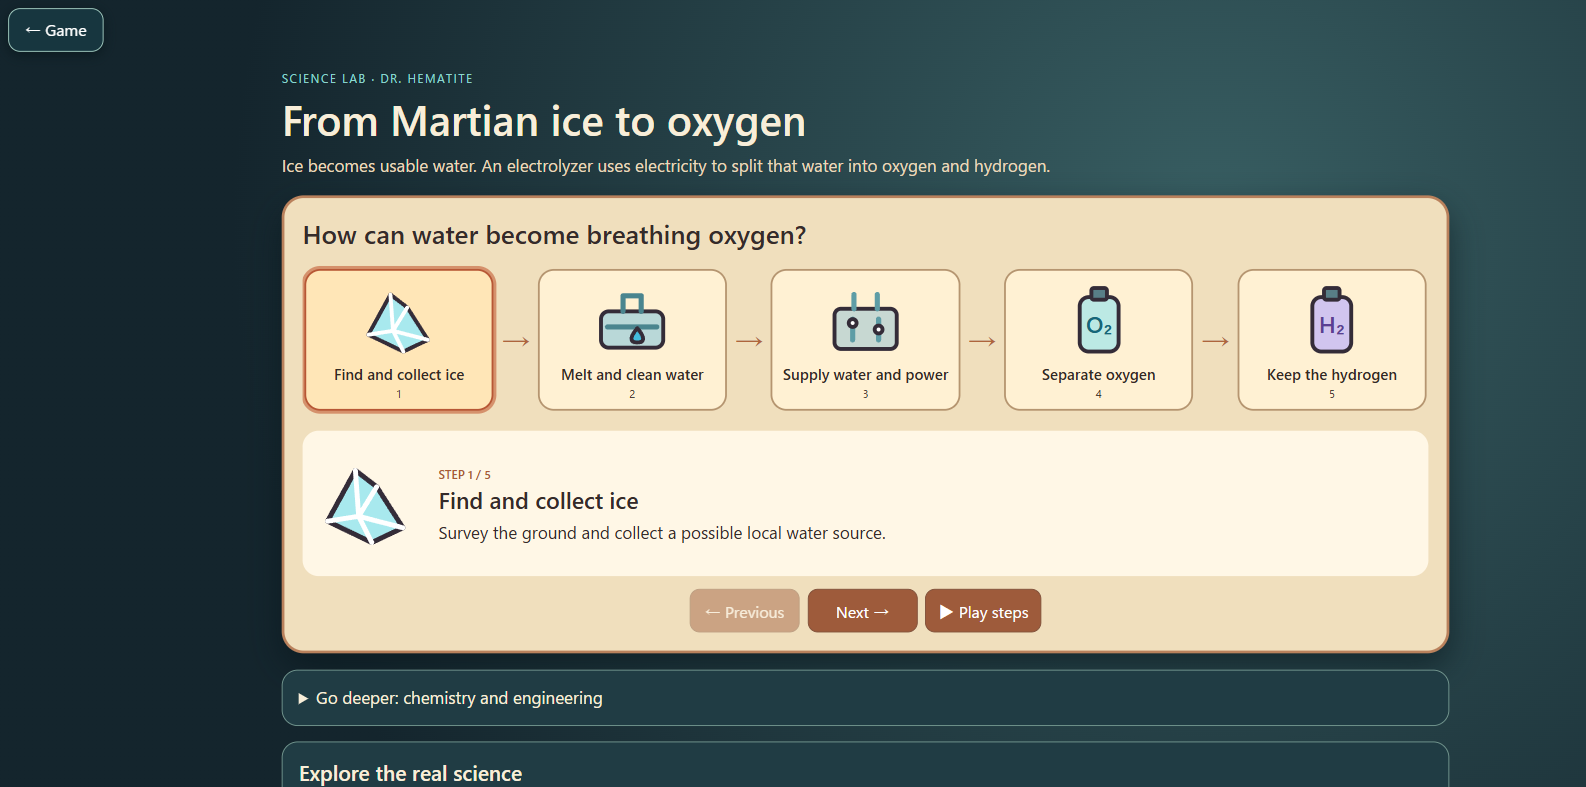 ← Game
SCIENCE LAB · DR. HEMATITE
From Martian ice to oxygen
Ice becomes usable water. An electrolyzer uses electricity to split that water into oxygen and hydrogen.
How can water become breathing oxygen?
Find and collect ice
1
→
Melt and clean water
2
→
Supply water and power
3
→
O₂
Separate oxygen
4
→
H₂
Keep the hydrogen
5
STEP 1 / 5
Find and collect ice
Survey the ground and collect a possible local water source.
← Previous
Next →
▶ Play steps
▶ Go deeper: chemistry and engineering
Explore the real science